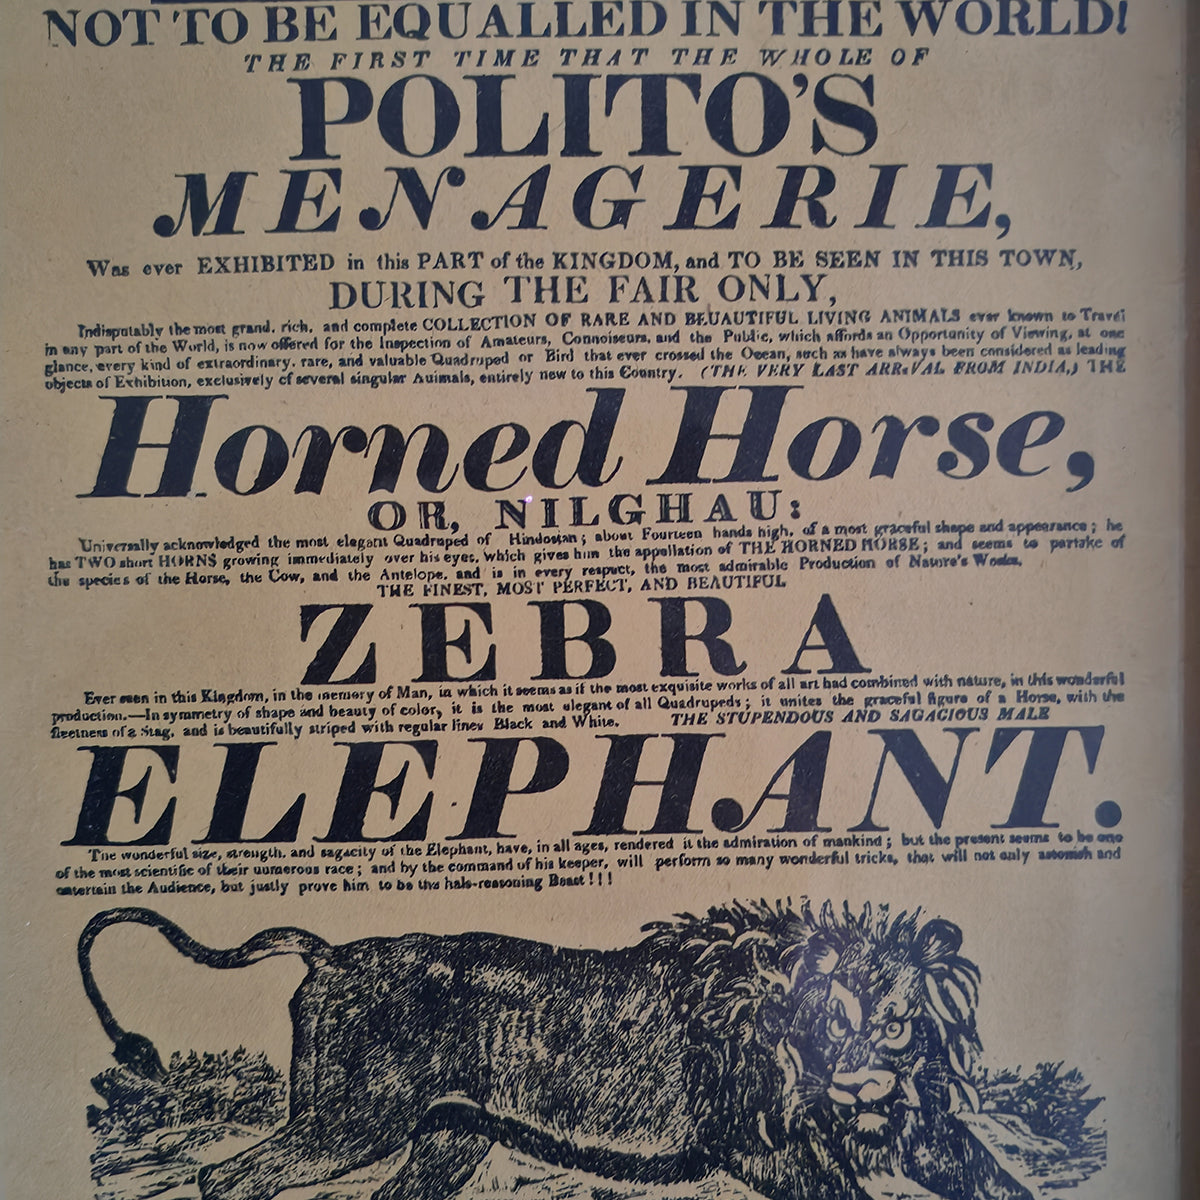 NOT TO BE EQUALLED IN THE WORLD!
THE FIRST TIME THAT THE WHOLE OF
POLITO'S
MENAGERIE,
Was ever EXHIBITED in this PART of the KINGDOM, and TO BE SEEN IN THIS TOWN,
DURING THE FAIR ONLY,
Indisputably the most grand, rich, and complete COLLECTION OF RARE AND BEUAUTIFUL LIVING ANIMALS ever known to Travel
in any part of the World, is now offered for the Inspection of Amateurs, Connoiseurs, and the Public, which affords an Opportunity of Viewing, at one
glance, every kind of extraordinary, rare, and valuable Quadruped or Bird that ever crossed the Ocean, such as have always been considered as leading
objects of Exhibition, exclusively of several singular Auimals, entirely new to this Country. (THE VERY LAST ARRIVAL FROM INDIA,) THE
Horned Horse,
OR, NILGHAU:
Universally acknowledged the most elegant Quadruped of Hindostan; about Fourteen hands high, of a most graceful shape and appearance; he
has TWO short HORNS growing immediately over his eyes, which gives him the appellation of THE HORNED HORSE; and seems to partake of
the species of the Horse, the Cow, and the Antelope, and is in every respect, the most admirable Production of Nature's Works.
THE FINEST, MOST PERFECT, AND BEAUTIFUL
ZEBRA
Ever seen in this Kingdom, in the memory of Man, in which it seems as if the most exquisite works of all art had combined with nature, in this wonderful
production.—In symmetry of shape and beauty of color, it is the most elegant of all Quadrupeds; it unites the graceful figure of a Horse, with the
fleetness of a Stag, and is beautifully striped with regular lines Black and White. THE STUPENDOUS AND SAGACIOUS MALE
ELEPHANT.
The wonderful size, strength, and sagacity of the Elephant, have, in all ages, rendered it the admiration of mankind; but the present seems to be one
of the most scientific of their uumerous race; and by the command of his keeper, will perform so many wonderful tricks, that will not only astonish and
entertain the Audience, but justly prove him to be the hals-reasoning Beast!!!